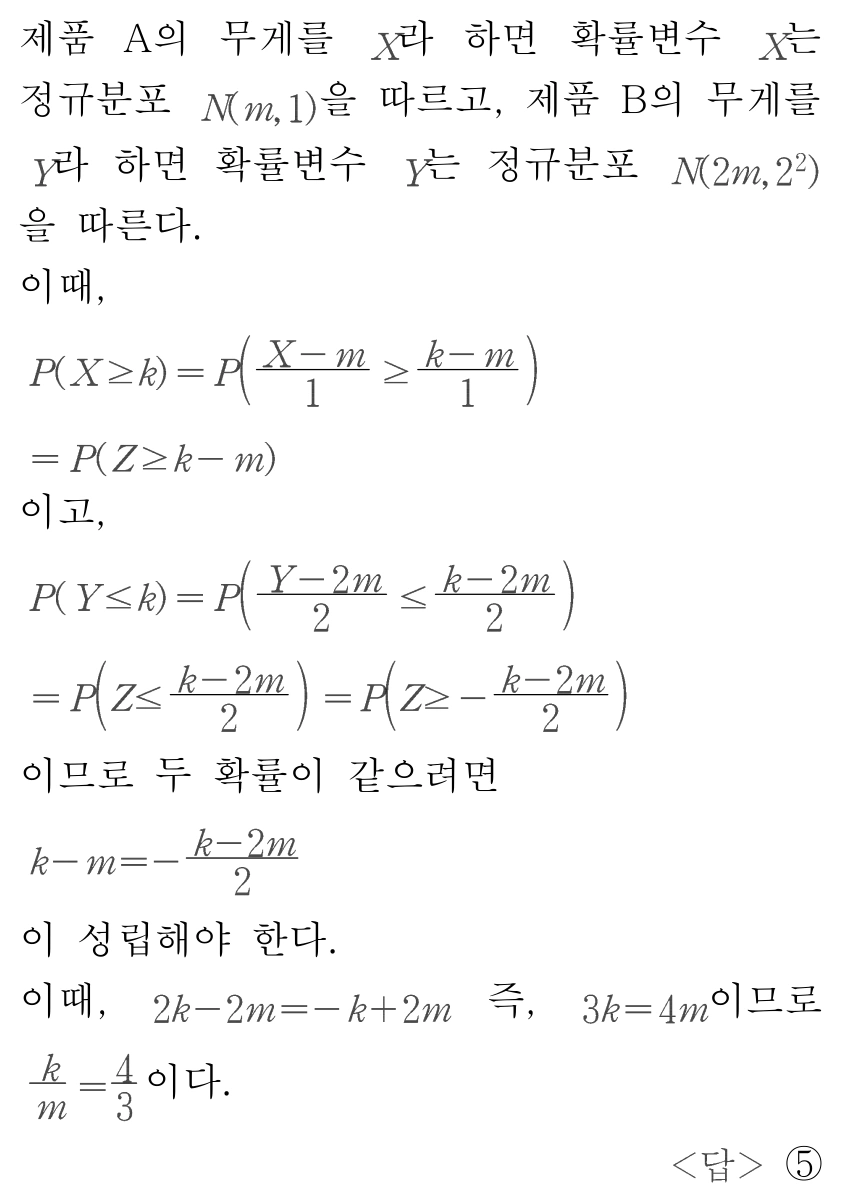 제품 A의 무게를 X라 하면 확률변수 X는
정규분포 N(m, 1)을 따르고, 제품 B의 무게를
Y라 하면 확률변수 Y는 정규분포 N(2m, 2²)
을 따른다.
이때,
P(X≥k)=P((X-m)/1 ≥ (k-m)/1)
=P(Z≥k-m)
이고,
P(Y≤k)=P((Y-2m)/2 ≤ (k-2m)/2)
=P(Z≤(k-2m)/2)=P(Z≥-(k-2m)/2)
이므로 두 확률이 같으려면
k-m=-(k-2m)/2
이 성립해야 한다.
이때, 2k-2m=-k+2m 즉, 3k=4m이므로
k/m=4/3이다.
<답> ⑤